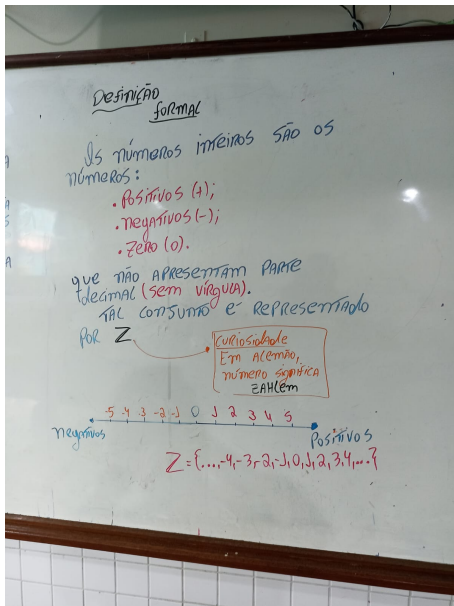 Definição
formal
Os números inteiros são os
números:
. Positivos (+);
. negativos (-);
. Zero (0).
que não apresentam parte
decimal (sem vírgula).
Tal conjunto é representado
por Z
Curiosidade
Em Alemão,
número significa
ZAHlem
-5 -4 3 -2 -1 0 1 2 3 4 5
negativos Positivos
Z = {...,-4,-3,-2,-1,0,1,2,3,4,...}